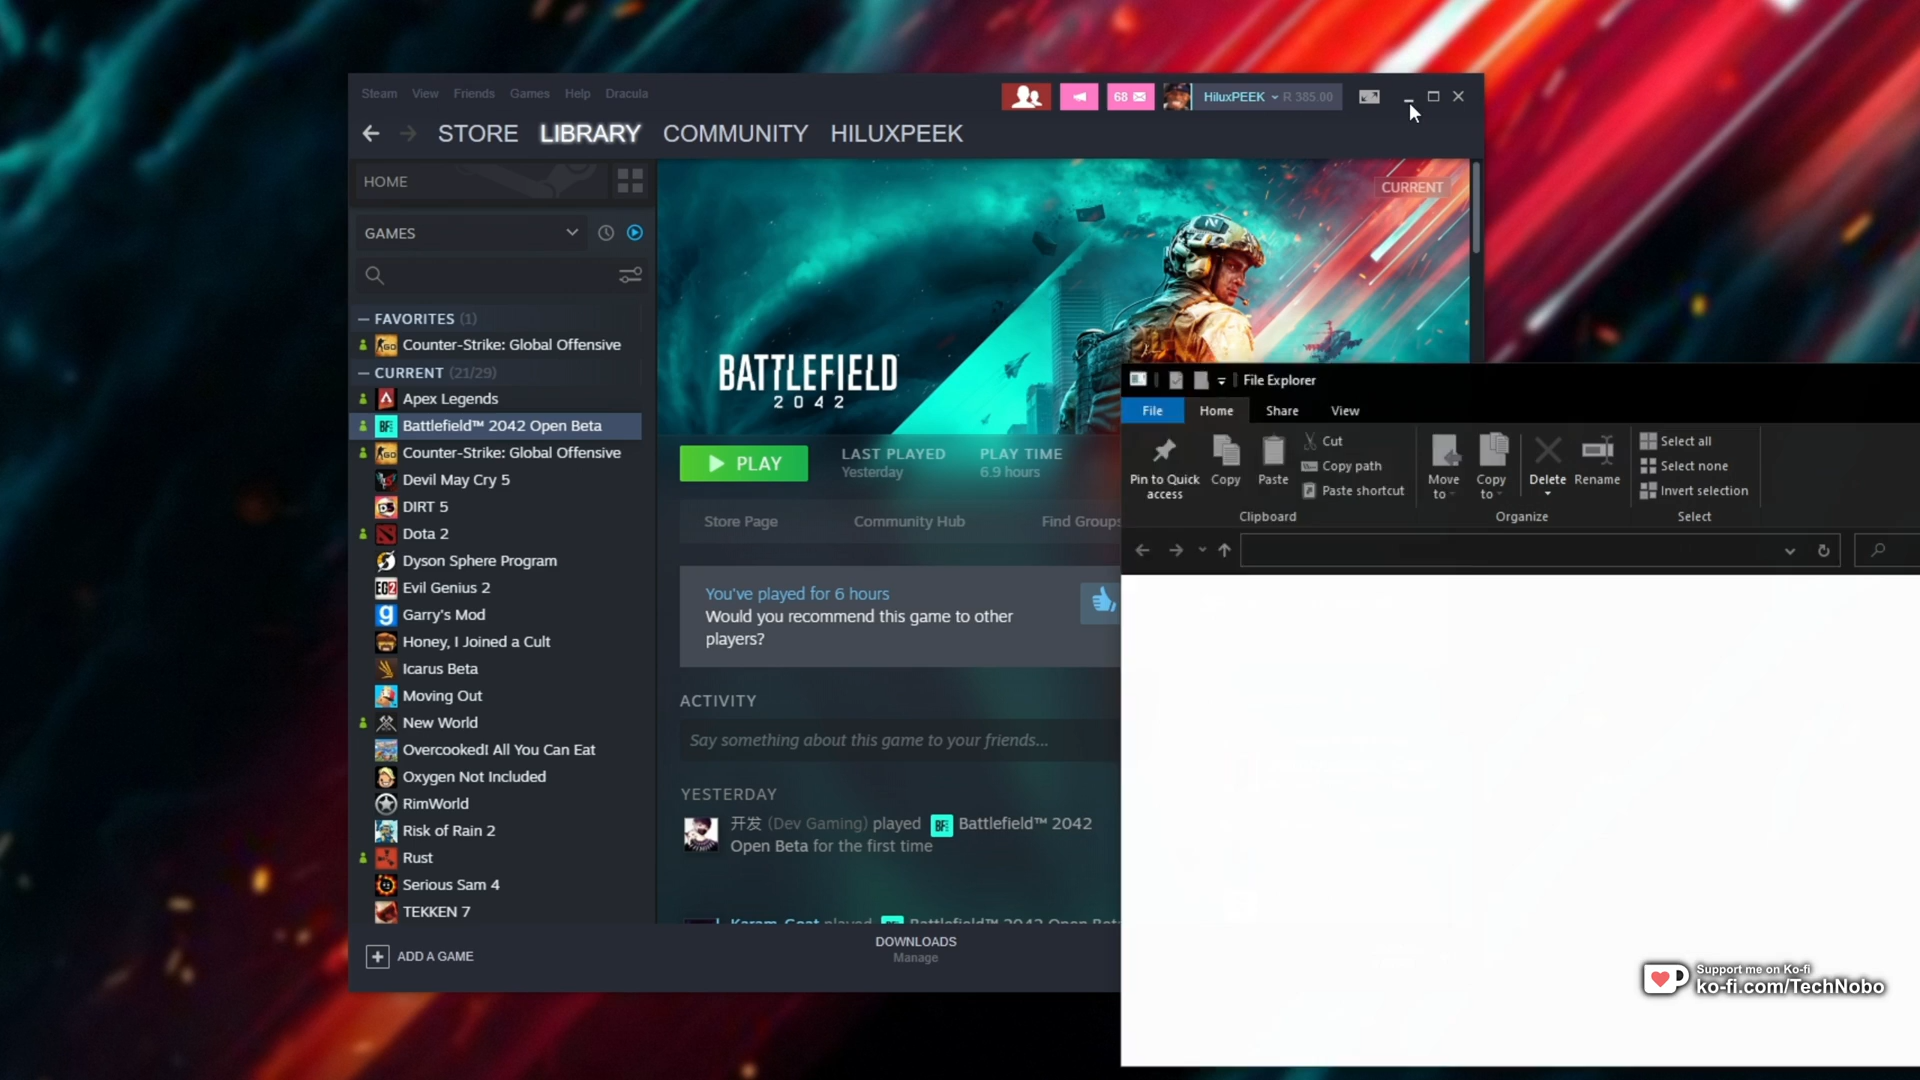 Steam View Friends Games Help Dracula
68
HiluxPEEK R 385.00
STORE LIBRARY COMMUNITY HILUXPEEK
HOME
GAMES
FAVORITES (1)
Counter-Strike: Global Offensive
CURRENT (21/29)
Apex Legends
Battlefield™ 2042 Open Beta
Counter-Strike: Global Offensive
Devil May Cry 5
DIRT 5
Dota 2
Dyson Sphere Program
Evil Genius 2
Garry's Mod
Honey, I Joined a Cult
Icarus Beta
Moving Out
New World
Overcooked! All You Can Eat
Oxygen Not Included
RimWorld
Risk of Rain 2
Rust
Serious Sam 4
TEKKEN 7
ADD A GAME
CURRENT
BATTLEFIELD
2042
PLAY
LAST PLAYED
Yesterday
PLAY TIME
6.9 hours
Store Page Community Hub Find Groups
You've played for 6 hours
Would you recommend this game to other
players?
ACTIVITY
Say something about this game to your friends...
YESTERDAY
开发 (Dev Gaming) played BF Battlefield™ 2042
Open Beta for the first time
Karam_Goat played Battlefield™ 2042 Open Beta
DOWNLOADS
Manage
File Explorer
File Home Share View
Pin to Quick
access
Copy
Paste
Cut
Copy path
Paste shortcut
Clipboard
Move
to
Copy
to
Delete
Rename
Organize
Select all
Select none
Invert selection
Select
Support me on Ko-fi
ko-fi.com/TechNobo